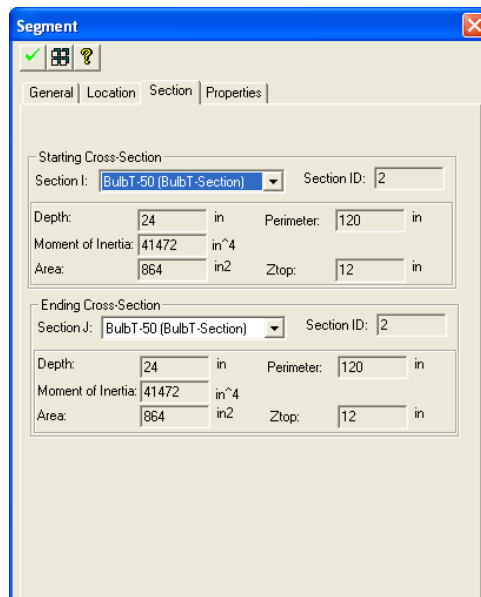 Segment
General Location Section Properties
Starting Cross-Section
Section I: BulbT-50 (BulbT-Section) Section ID: 2
Depth: 24 in Perimeter: 120 in
Moment of Inertia: 41472 in^4
Area: 864 in2 Ztop: 12 in
Ending Cross-Section
Section J: BulbT-50 (BulbT-Section) Section ID: 2
Depth: 24 in Perimeter: 120 in
Moment of Inertia: 41472 in^4
Area: 864 in2 Ztop: 12 in